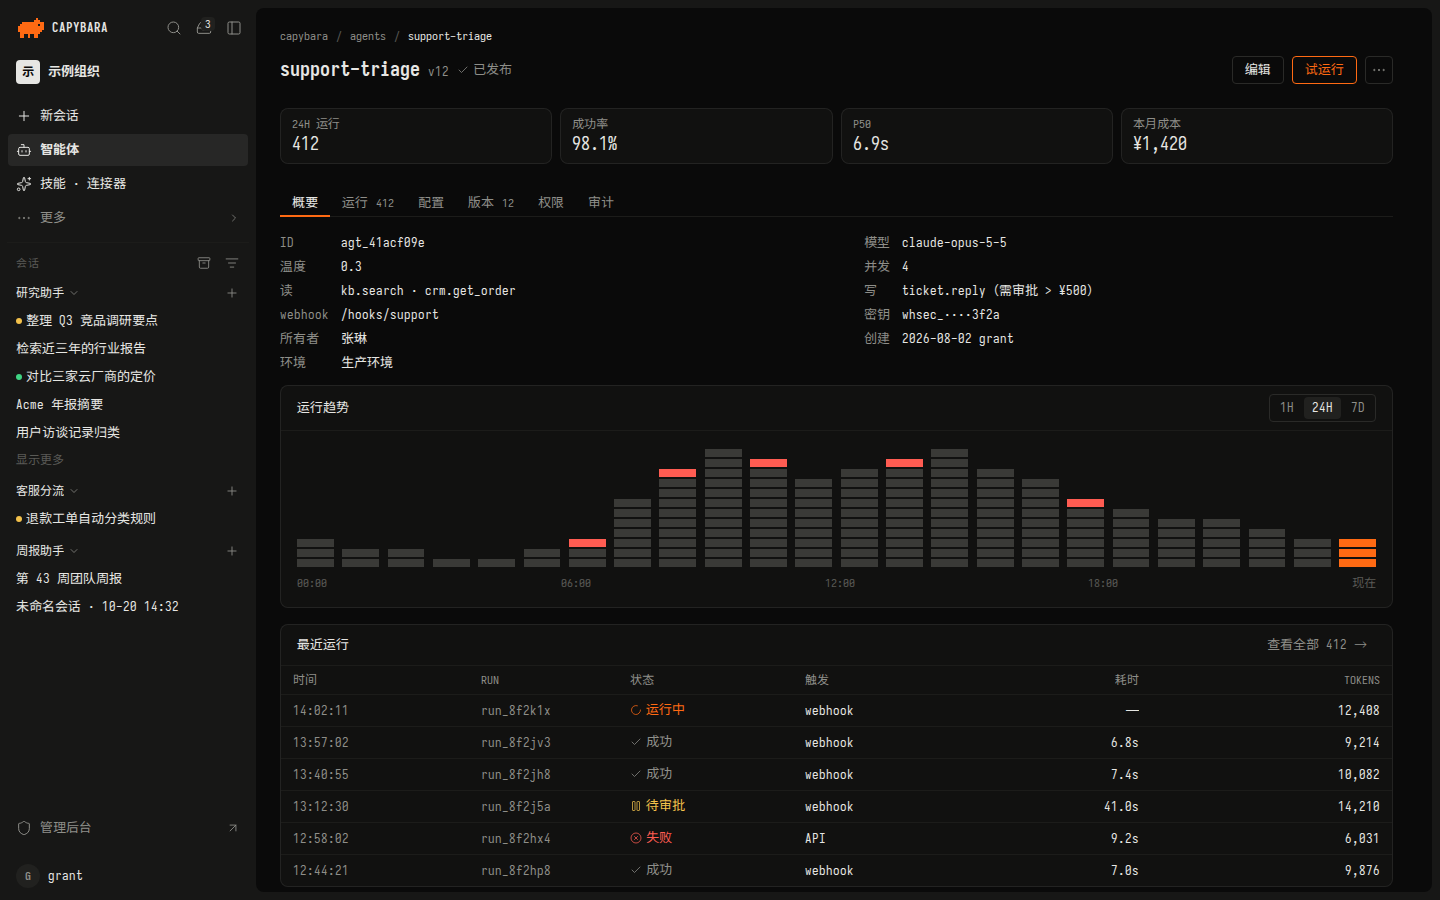 CAPYBARA
3
示 示例组织
新会话
智能体
技能 · 连接器
更多
会话
研究助手
整理 Q3 竞品调研要点
检索近三年的行业报告
对比三家云厂商的定价
Acme 年报摘要
用户访谈记录归类
显示更多
客服分流
退款工单自动分类规则
周报助手
第 43 周团队周报
未命名会话 · 10-20 14:32
管理后台
G grant
capybara / agents / support-triage
support-triage v12 已发布
编辑 试运行
24H 运行
412
成功率
98.1%
P50
6.9s
本月成本
¥1,420
概要 运行 412 配置 版本 12 权限 审计
ID agt_41acf09e
模型 claude-opus-5-5
温度 0.3
并发 4
读 kb.search · crm.get_order
写 ticket.reply (需审批 > ¥500)
webhook /hooks/support
密钥 whsec_····3f2a
所有者 张琳
创建 2026-08-02 grant
环境 生产环境
运行趋势
1H 24H 7D
00:00 06:00 12:00 18:00 现在
最近运行
查看全部 412 →
时间 RUN 状态 触发 耗时 TOKENS
14:02:11 run_8f2k1x 运行中 webhook — 12,408
13:57:02 run_8f2jv3 成功 webhook 6.8s 9,214
13:40:55 run_8f2jh8 成功 webhook 7.4s 10,082
13:12:30 run_8f2j5a 待审批 webhook 41.0s 14,210
12:58:02 run_8f2hx4 失败 API 9.2s 6,031
12:44:21 run_8f2hp8 成功 webhook 7.0s 9,876